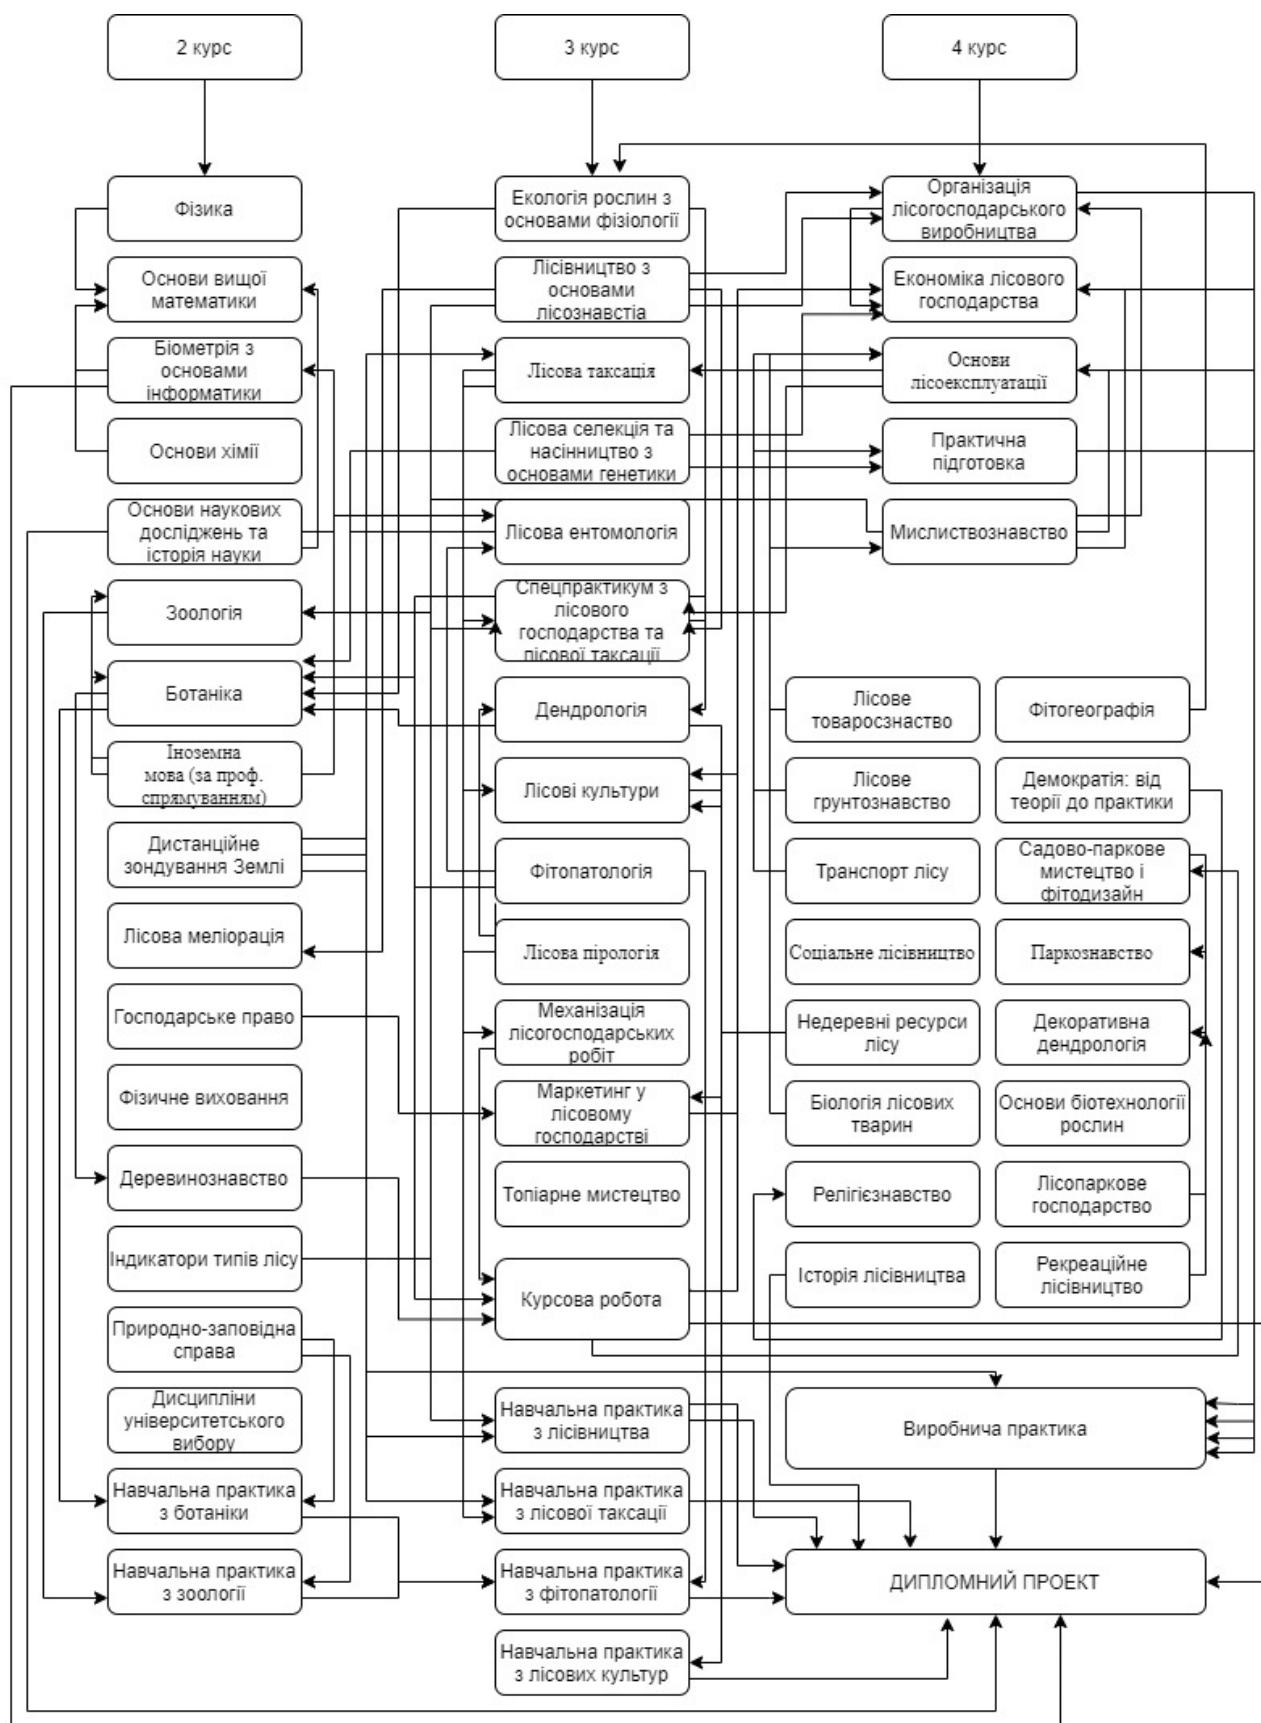 2 курс
3 курс
4 курс
Фізика
Основи вищої
математики
Біометрія з
основами
інформатики
Основи хімії
Основи наукових
досліджень та
історія науки
Зоологія
Ботаніка
Іноземна
мова (за проф.
спрямуванням)
Дистанційне
зондування Землі
Лісова меліорація
Господарське право
Фізичне виховання
Деревинознавство
Індикатори типів лісу
Природно-заповідна
справа
Дисципліни
університетського
вибору
Навчальна практика
з ботаніки
Навчальна практика
з зоології
Екологія рослин з
основами фізіології
Лісівництво з
основами
лісознавстіа
Лісова таксація
Лісова селекція та
насінництво з
основами генетики
Лісова ентомологія
Спецпрактикум з
лісового
господарства та
лісової таксації
Дендрологія
Лісові культури
Фітопатологія
Лісова пірологія
Механізація
лісогосподарських
робіт
Маркетинг у
лісовому
господарстві
Топіарне мистецтво
Курсова робота
Навчальна практика
з лісівництва
Навчальна практика
з лісової таксації
Навчальна практика
з фітопатології
Навчальна практика
з лісових культур
Організація
лісогосподарського
виробництва
Економіка лісового
господарства
Основи
лісоексплуатації
Практична
підготовка
Мислиствознавство
Лісове
товаросзнаство
Фітогеографія
Лісове
грунтознавство
Демократія: від
теорії до практики
Транспорт лісу
Садово-паркове
мистецтво і
фітодизайн
Соціальне лісівництво
Паркознавство
Недеревні ресурси
лісу
Декоративна
дендрологія
Біологія лісових
тварин
Основи біотехнології
рослин
Релігієзнавство
Лісопаркове
господарство
Історія лісівництва
Рекреаційне
лісівництво
Виробнича практика
ДИПЛОМНИЙ ПРОЕКТ